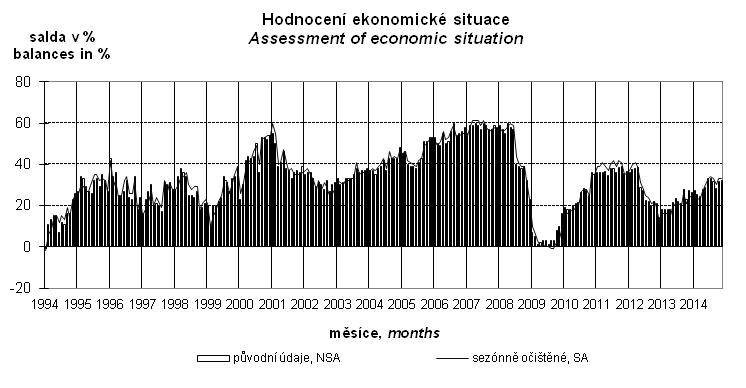 Hodnocení ekonomické situace
Assessment of economic situation
salda v %
balances in %
80
60
40
20
0
-20
1994 1995 1996 1997 1998 1999 2000 2001 2002 2003 2004 2005 2006 2007 2008 2009 2010 2011 2012 2013 2014
měsíce, months
původní údaje, NSA
sezónně očištěné, SA